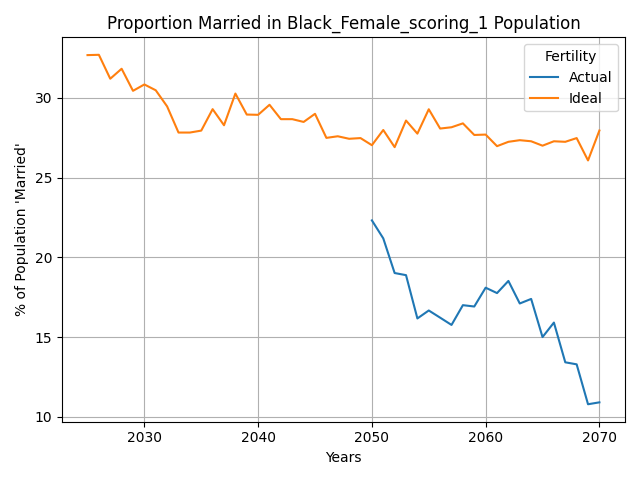 Proportion Married in Black_Female_scoring_1 Population
Fertility
Actual
Ideal
% of Population 'Married'
30
25
20
15
10
2030
2040
2050
2060
2070
Years